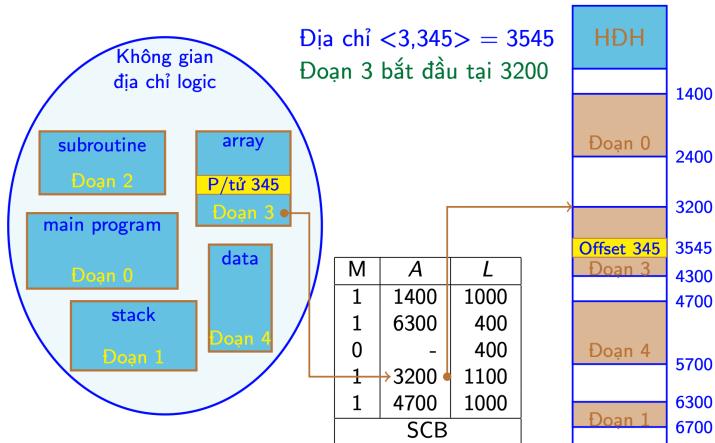 Không gian
địa chỉ logic
subroutine
Đoạn 2
array
P/tử 345
Đoạn 3
main program
Đoạn 0
data
Đoạn 4
stack
Đoạn 1
Địa chỉ <3,345> = 3545
Đoạn 3 bắt đầu tại 3200
M A L
1 1400 1000
1 6300 400
0 - 400
1 3200 1100
1 4700 1000
SCB
HĐH
1400
Đoạn 0
2400
3200
Offset 345 3545
Đoạn 3
4300
4700
Đoạn 4
5700
6300
Đoạn 1
6700